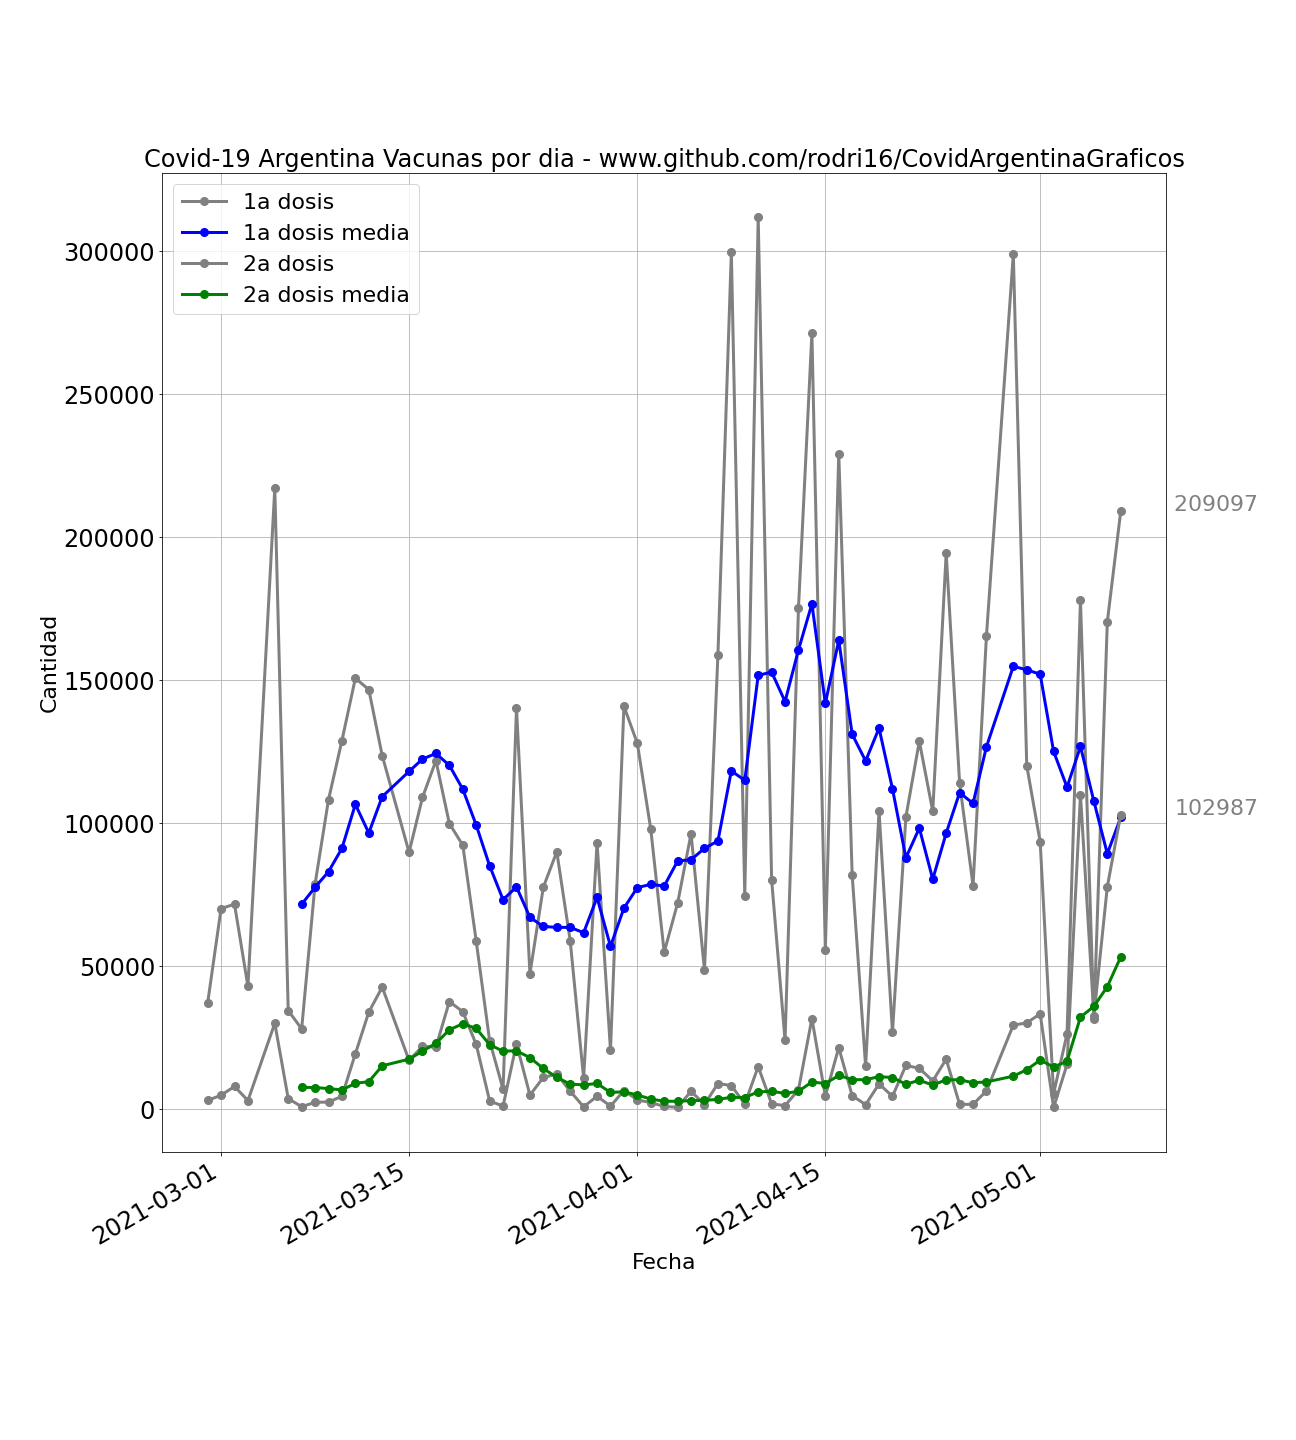 Covid-19 Argentina Vacunas por dia - www.github.com/rodri16/CovidArgentinaGraficos
1a dosis
1a dosis media
2a dosis
2a dosis media
300000
250000
200000
150000
100000
50000
0
Cantidad
209097
102987
2021-03-01
2021-03-15
2021-04-01
2021-04-15
2021-05-01
Fecha